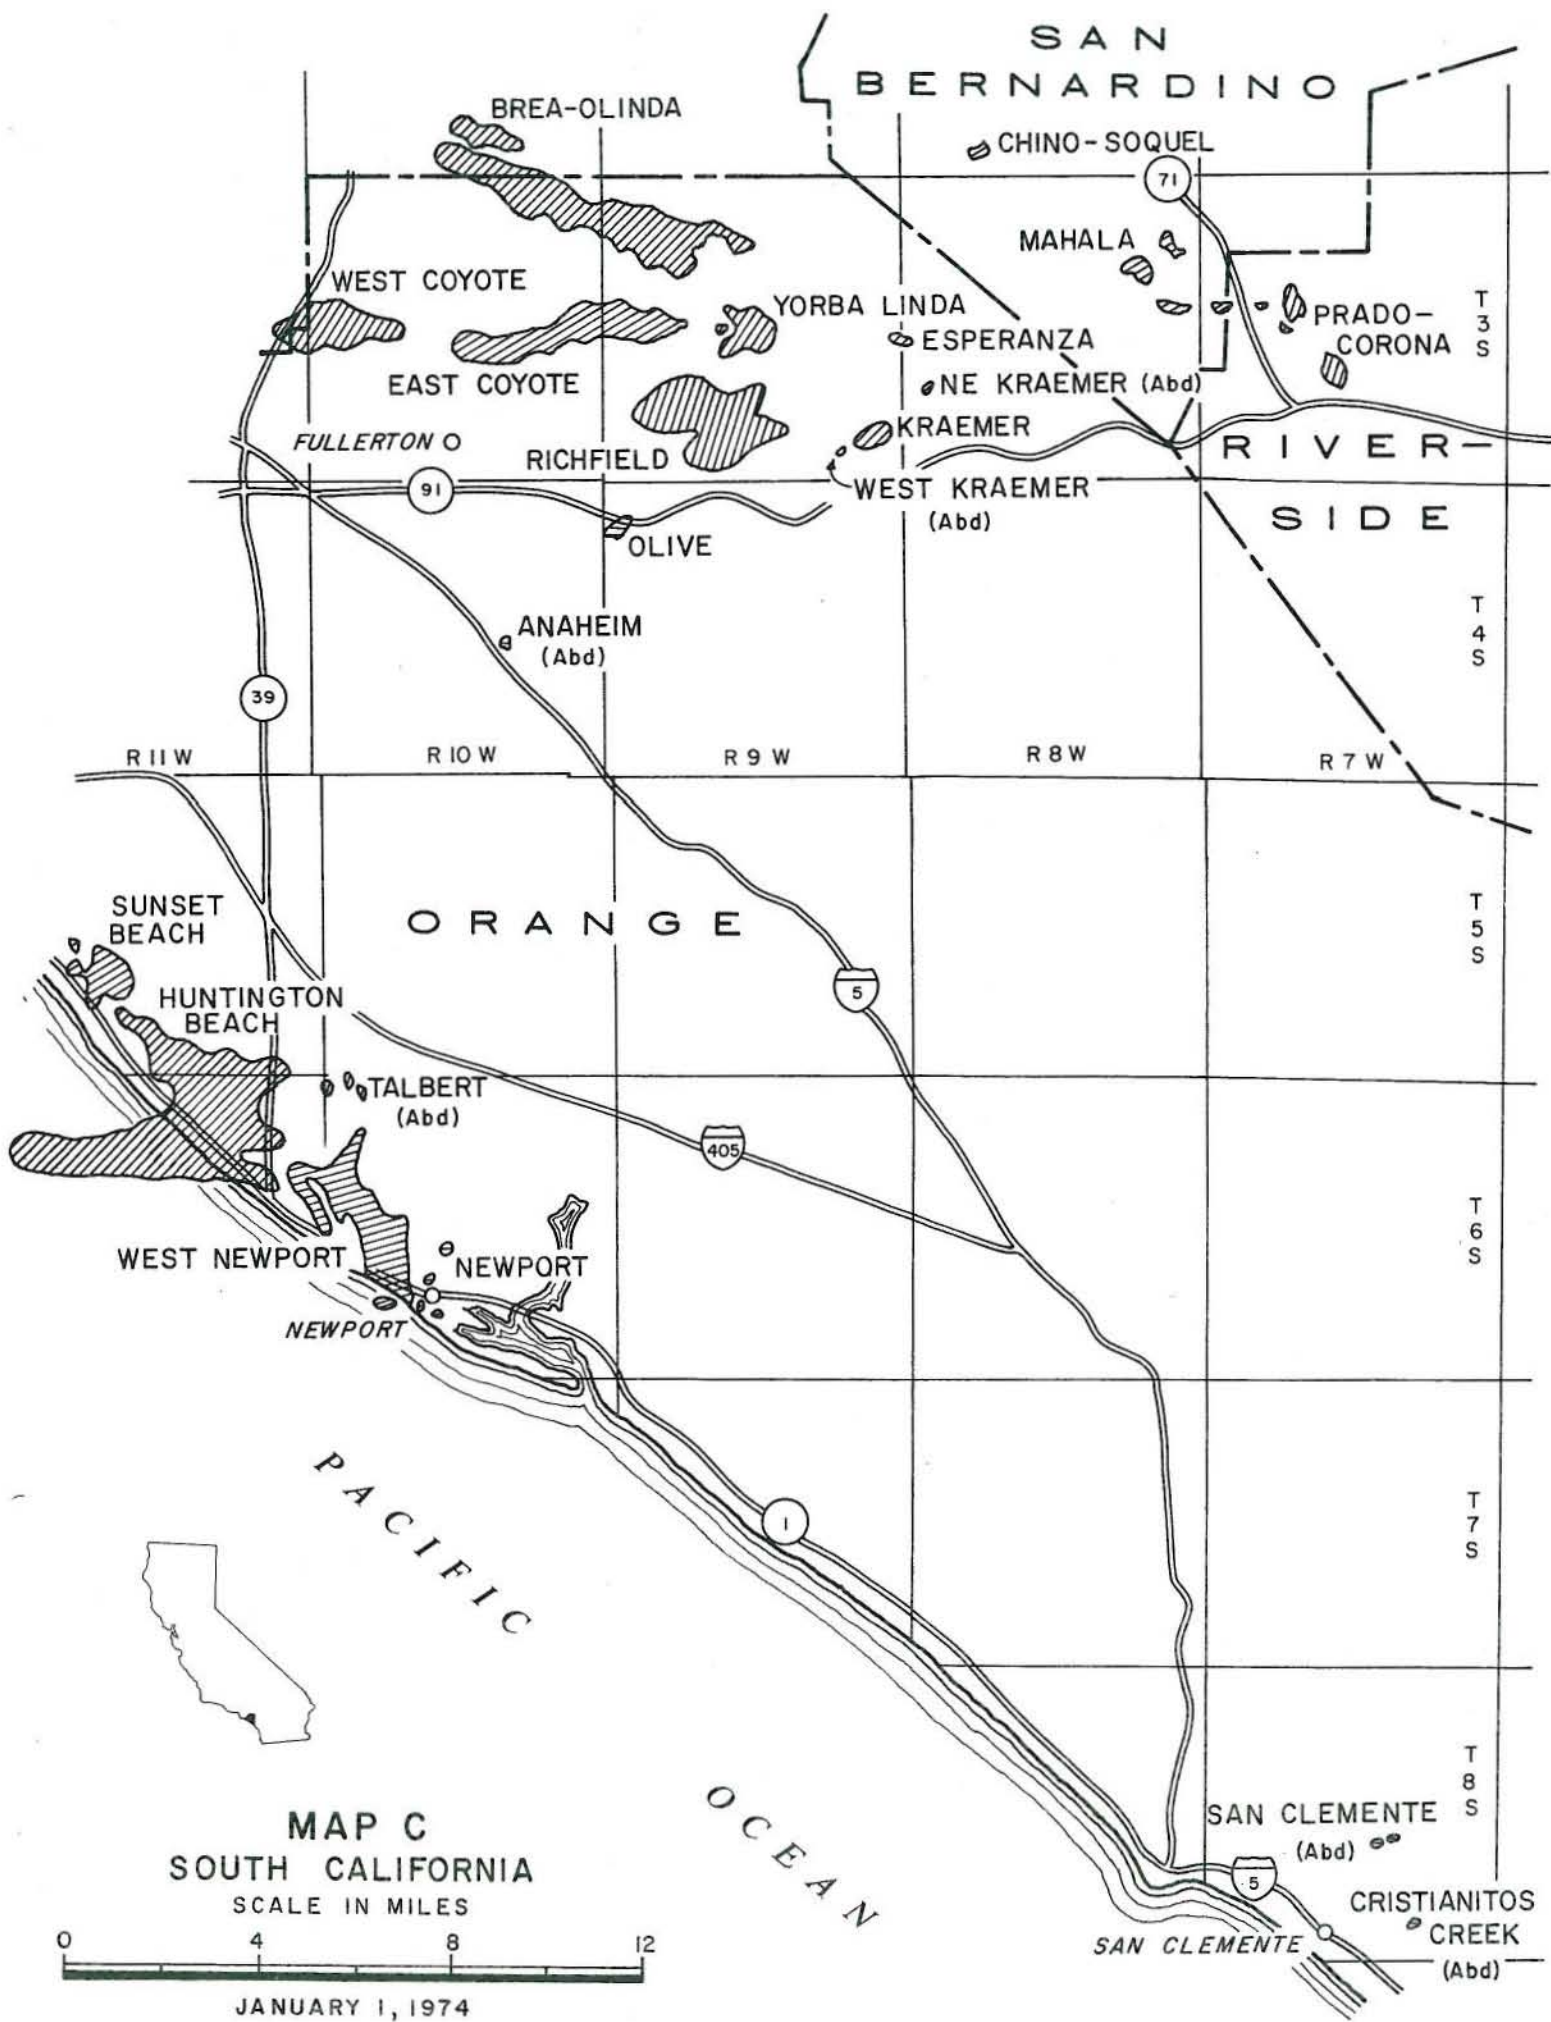 SAN
BERNARDINO
BREA-OLINDA
CHINO-SOQUEL
71
MAHALA
WEST COYOTE
YORBA LINDA
PRADO-
CORONA
T
3
S
ESPERANZA
EAST COYOTE
NE KRAEMER (Abd)
KRAEMER
FULLERTON
RICHFIELD
RIVER-
SIDE
91
WEST KRAEMER
(Abd)
OLIVE
ANAHEIM
(Abd)
T
4
S
39
R 11 W
R 10 W
R 9 W
R 8 W
R 7 W
SUNSET
BEACH
ORANGE
T
5
S
5
HUNTINGTON
BEACH
TALBERT
(Abd)
405
T
6
S
WEST NEWPORT
NEWPORT
NEWPORT
PACIFIC
1
T
7
S
OCEAN
T
8
S
SAN CLEMENTE
(Abd)
5
CRISTIANITOS
CREEK
(Abd)
SAN CLEMENTE
MAP C
SOUTH CALIFORNIA
SCALE IN MILES
0 4 8 12
JANUARY 1, 1974